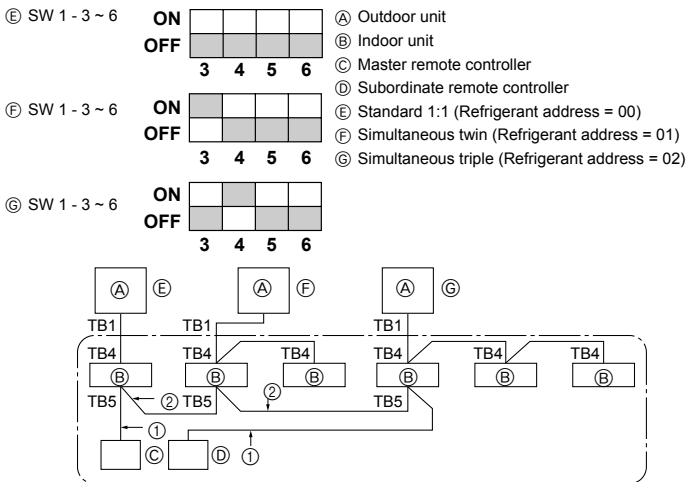 Ⓔ SW 1 - 3 ~ 6
ON
OFF
3 4 5 6
Ⓕ SW 1 - 3 ~ 6
ON
OFF
3 4 5 6
Ⓖ SW 1 - 3 ~ 6
ON
OFF
3 4 5 6
Ⓐ Outdoor unit
Ⓑ Indoor unit
Ⓒ Master remote controller
Ⓓ Subordinate remote controller
Ⓔ Standard 1:1 (Refrigerant address = 00)
Ⓕ Simultaneous twin (Refrigerant address = 01)
Ⓖ Simultaneous triple (Refrigerant address = 02)
Ⓐ Ⓔ Ⓐ Ⓕ Ⓐ Ⓖ
TB1 TB1 TB1
TB4 TB4 TB4 TB4 TB4 TB4
Ⓑ Ⓑ Ⓑ Ⓑ Ⓑ Ⓑ
TB5 ② TB5 ② TB5
①
Ⓒ Ⓓ ①